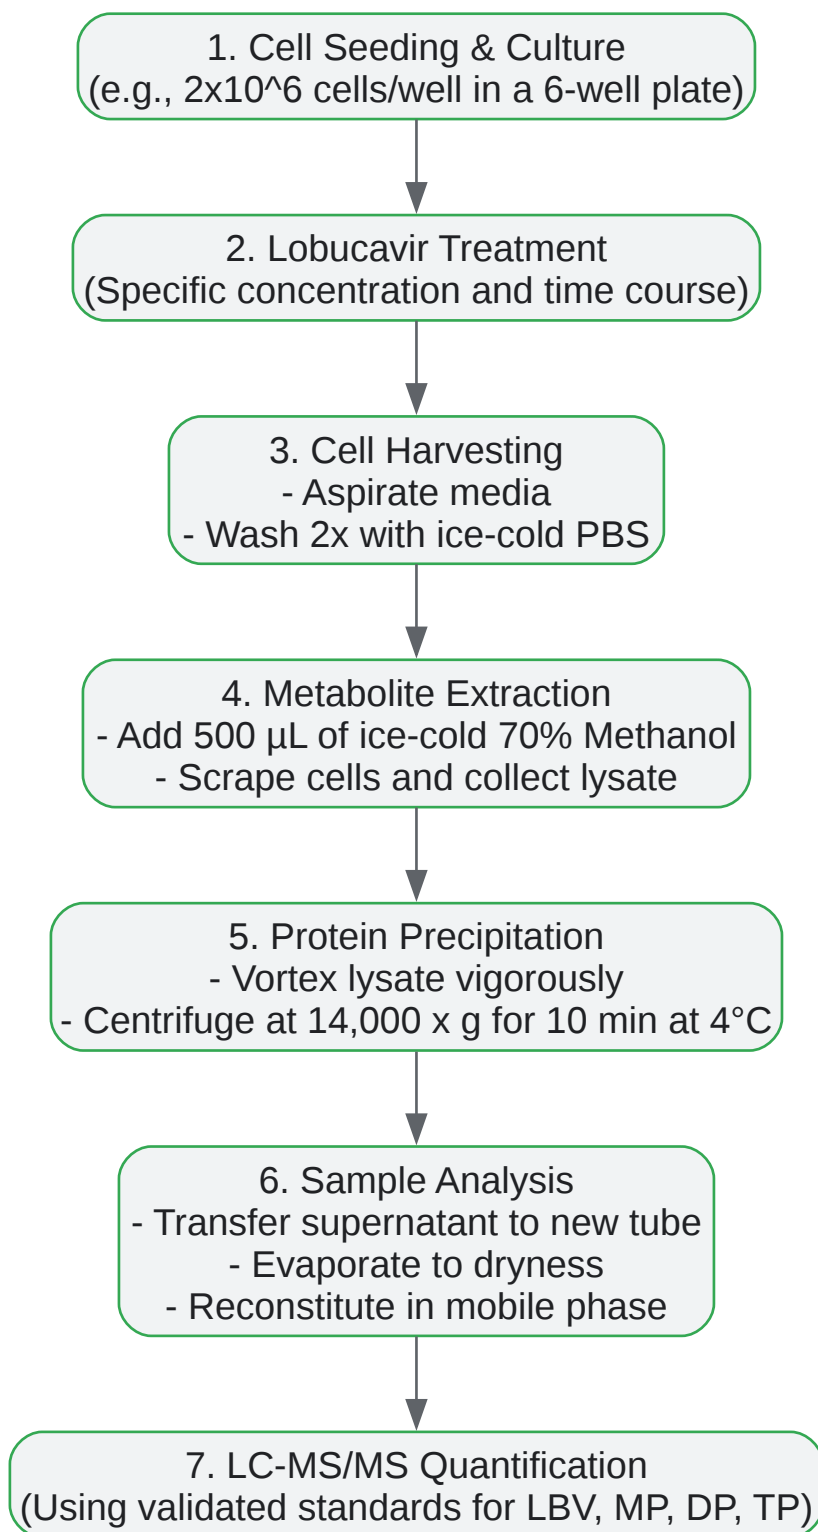 1. Cell Seeding & Culture
(e.g., 2x10^6 cells/well in a 6-well plate)
2. Lobucavir Treatment
(Specific concentration and time course)
3. Cell Harvesting
- Aspirate media
- Wash 2x with ice-cold PBS
4. Metabolite Extraction
- Add 500 µL of ice-cold 70% Methanol
- Scrape cells and collect lysate
5. Protein Precipitation
- Vortex lysate vigorously
- Centrifuge at 14,000 x g for 10 min at 4°C
6. Sample Analysis
- Transfer supernatant to new tube
- Evaporate to dryness
- Reconstitute in mobile phase
7. LC-MS/MS Quantification
(Using validated standards for LBV, MP, DP, TP)